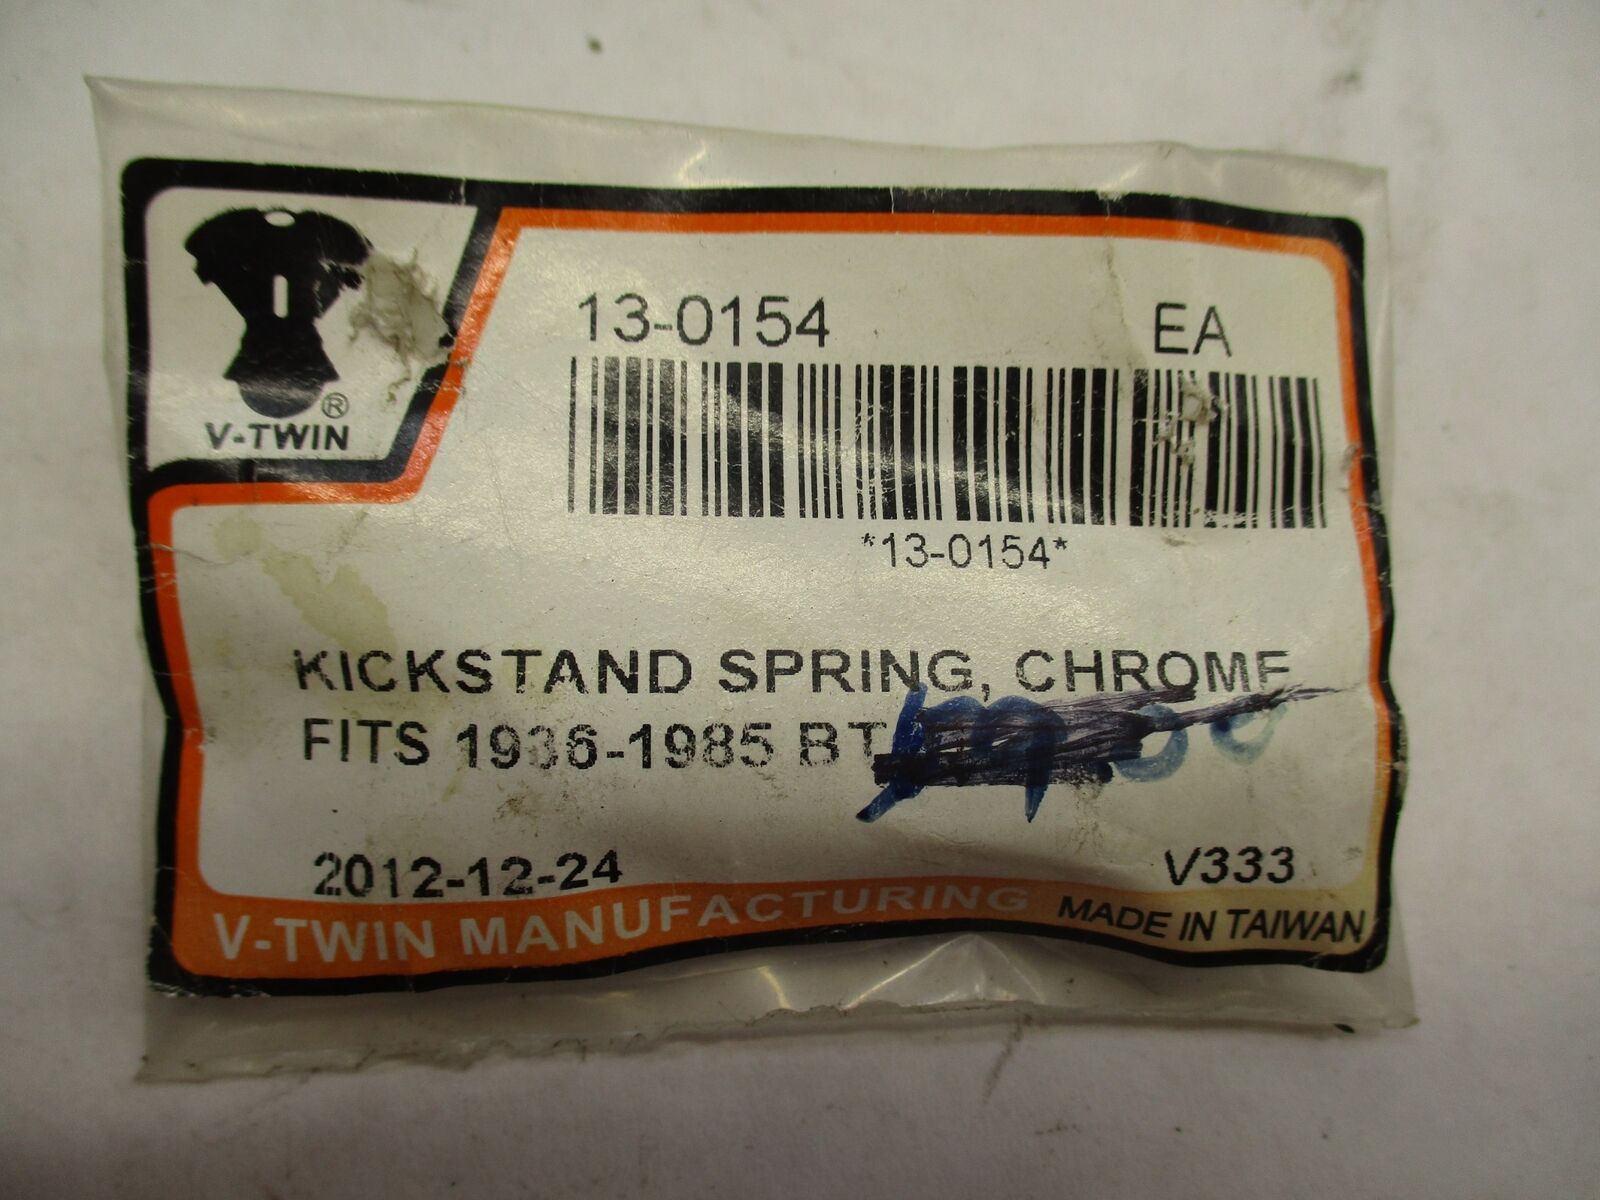 13-0154 EA
*13-0154*
® 
V-TWIN
KICKSTAND SPRING, CHROME
FITS 1936-1985 BT
2012-12-24 V333
V-TWIN MANUFACTURING MADE IN TAIWAN